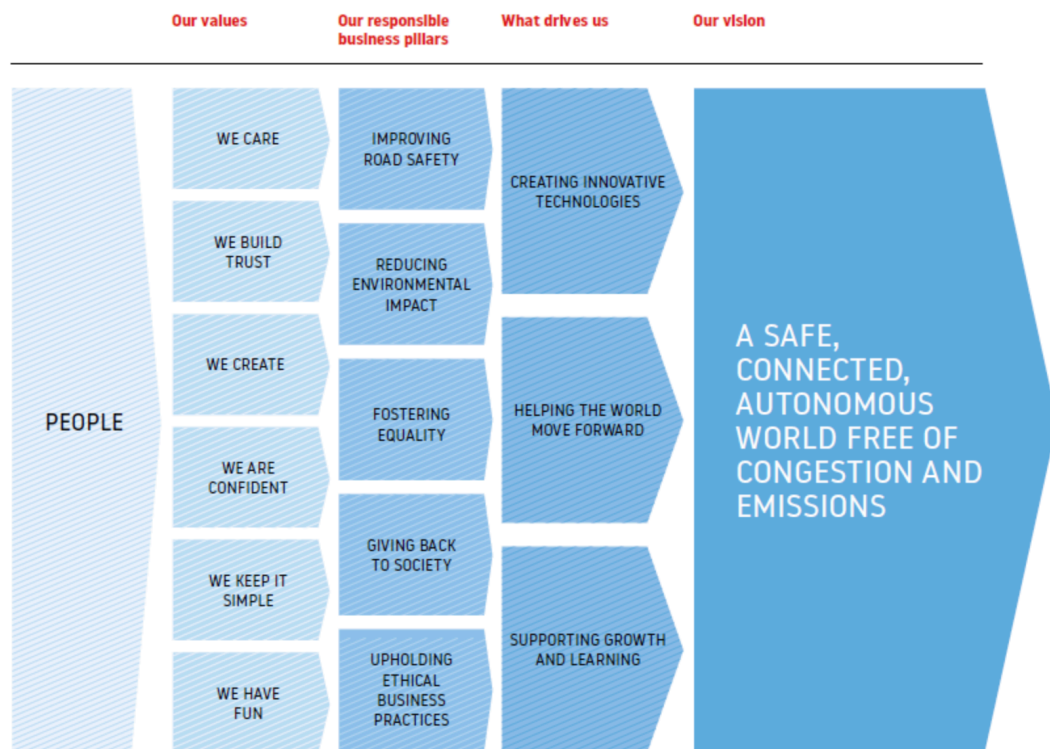 Our values
Our responsible
business pillars
What drives us
Our vision
PEOPLE
WE CARE
WE BUILD
TRUST
WE CREATE
WE ARE
CONFIDENT
WE KEEP IT
SIMPLE
WE HAVE
FUN
IMPROVING
ROAD SAFETY
REDUCING
ENVIRONMENTAL
IMPACT
FOSTERING
EQUALITY
GIVING BACK
TO SOCIETY
UPHOLDING
ETHICAL
BUSINESS
PRACTICES
CREATING INNOVATIVE
TECHNOLOGIES
HELPING THE WORLD
MOVE FORWARD
SUPPORTING GROWTH
AND LEARNING
A SAFE,
CONNECTED,
AUTONOMOUS
WORLD FREE OF
CONGESTION AND
EMISSIONS